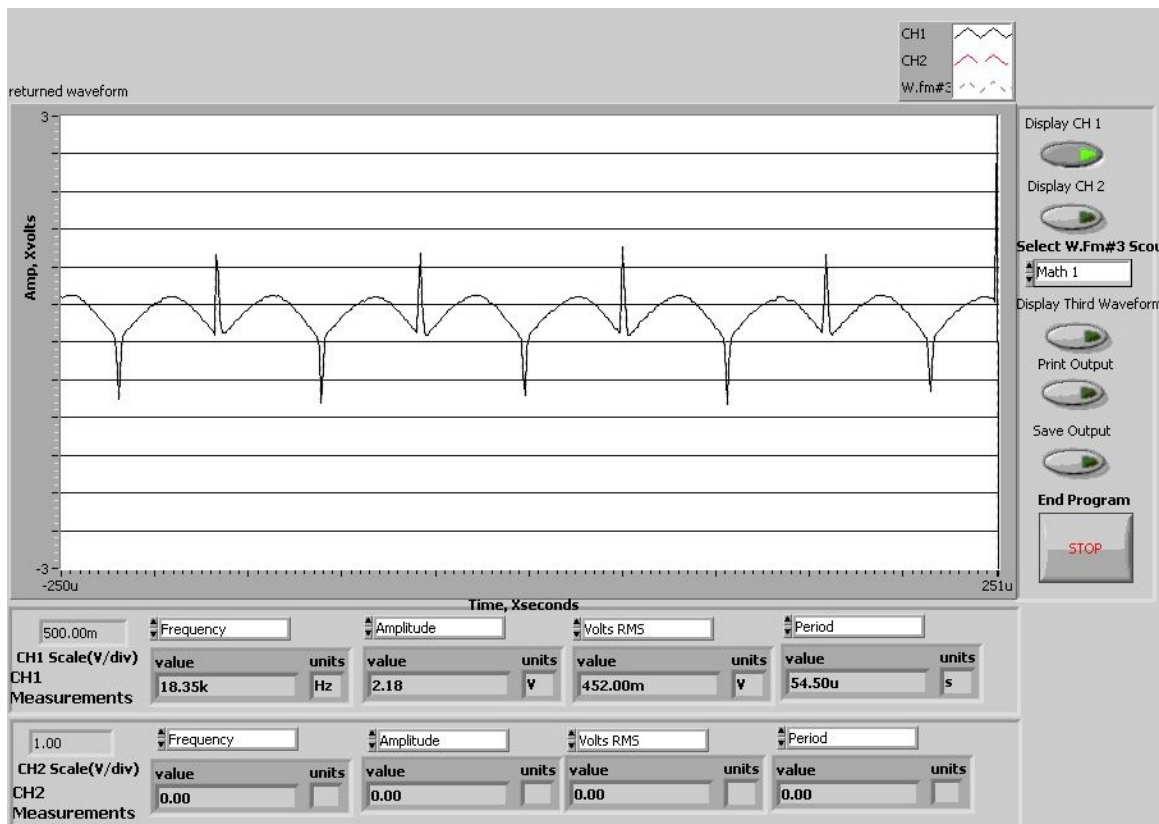 CH1
CH2
W.fm#3
returned waveform
3
Amp, Xvolts
-3
-250u
251u
Time, Xseconds
Display CH 1
Display CH 2
Select W.Fm#3 Scou
Math 1
Display Third Waveform
Print Output
Save Output
End Program
STOP
500.00m
CH1 Scale(V/div)
CH1
Measurements
Frequency
value units
18.35k Hz
Amplitude
value units
2.18 V
Volts RMS
value units
452.00m V
Period
value units
54.50u s
1.00
CH2 Scale(V/div)
CH2
Measurements
Frequency
value units
0.00
Amplitude
value units
0.00
Volts RMS
value units
0.00
Period
value units
0.00